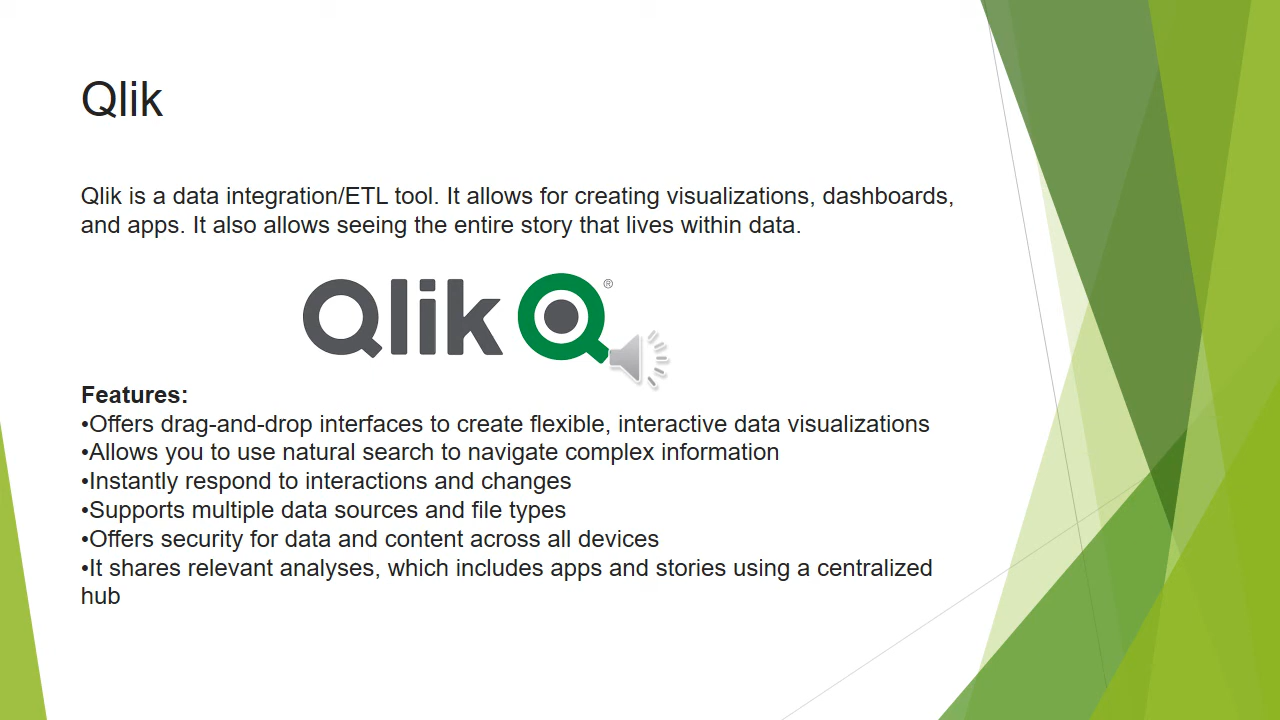 Qlik
Qlik is a data integration/ETL tool. It allows for creating visualizations, dashboards,
and apps. It also allows seeing the entire story that lives within data.
Qlik ®
Features:
•Offers drag-and-drop interfaces to create flexible, interactive data visualizations
•Allows you to use natural search to navigate complex information
•Instantly respond to interactions and changes
•Supports multiple data sources and file types
•Offers security for data and content across all devices
•It shares relevant analyses, which includes apps and stories using a centralized
hub